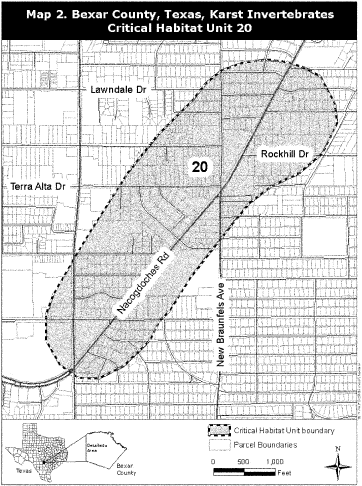 Map 2. Bexar County, Texas, Karst Invertebrates
Critical Habitat Unit 20
Lawndale Dr
20
Rockhill Dr
Terra Alta Dr
Nacogdoches Rd
New Braunfels Ave
Critical Habitat Unit boundary
Parcel Boundaries
0 500 1,000
Feet
Texas
Bexar
County